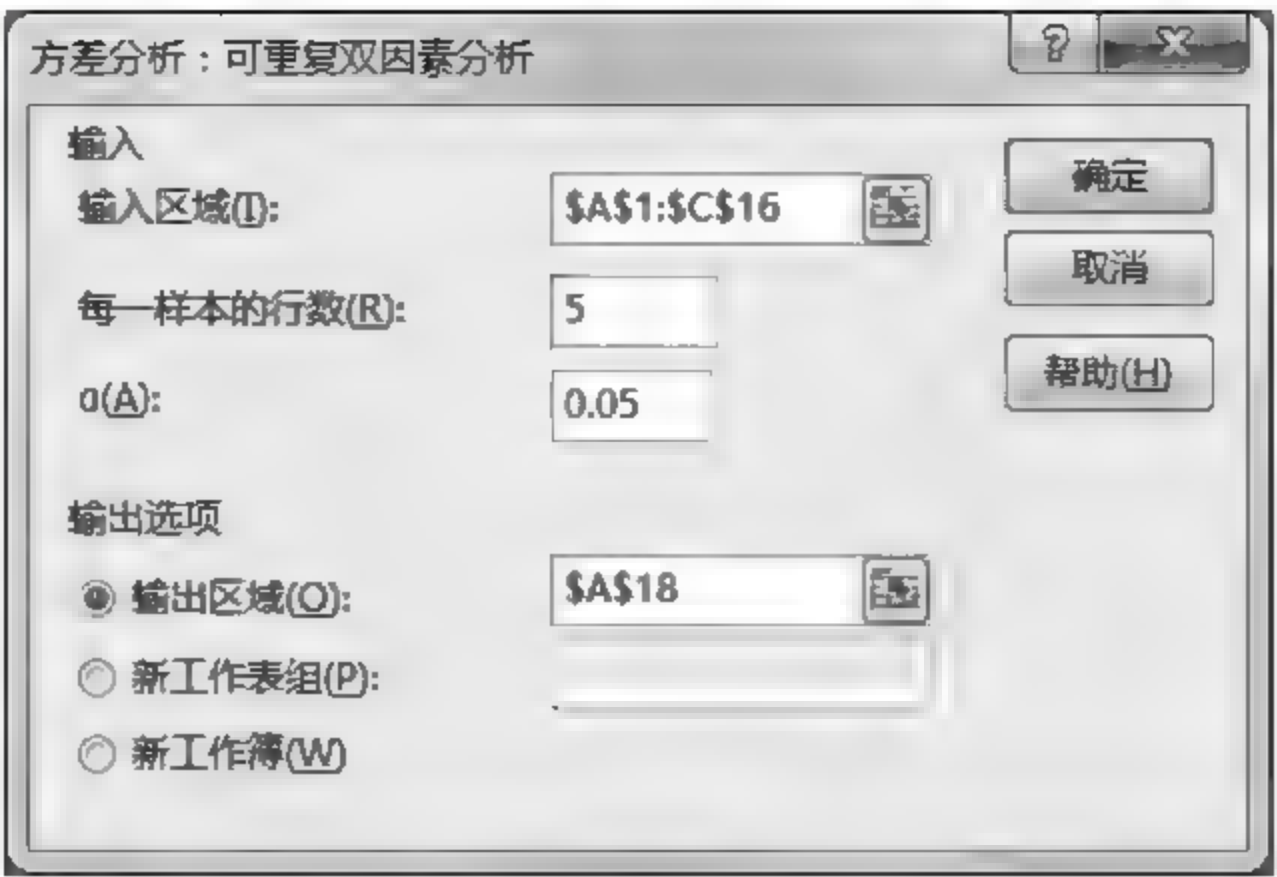 方差分析：可重复双因素分析
输入
输入区域(I): $A$1:$C$16
每一样本的行数(R): 5
α(A): 0.05
输出选项
输出区域(O): $A$18
新工作表组(P):
新工作簿(W)
确定
取消
帮助(H)